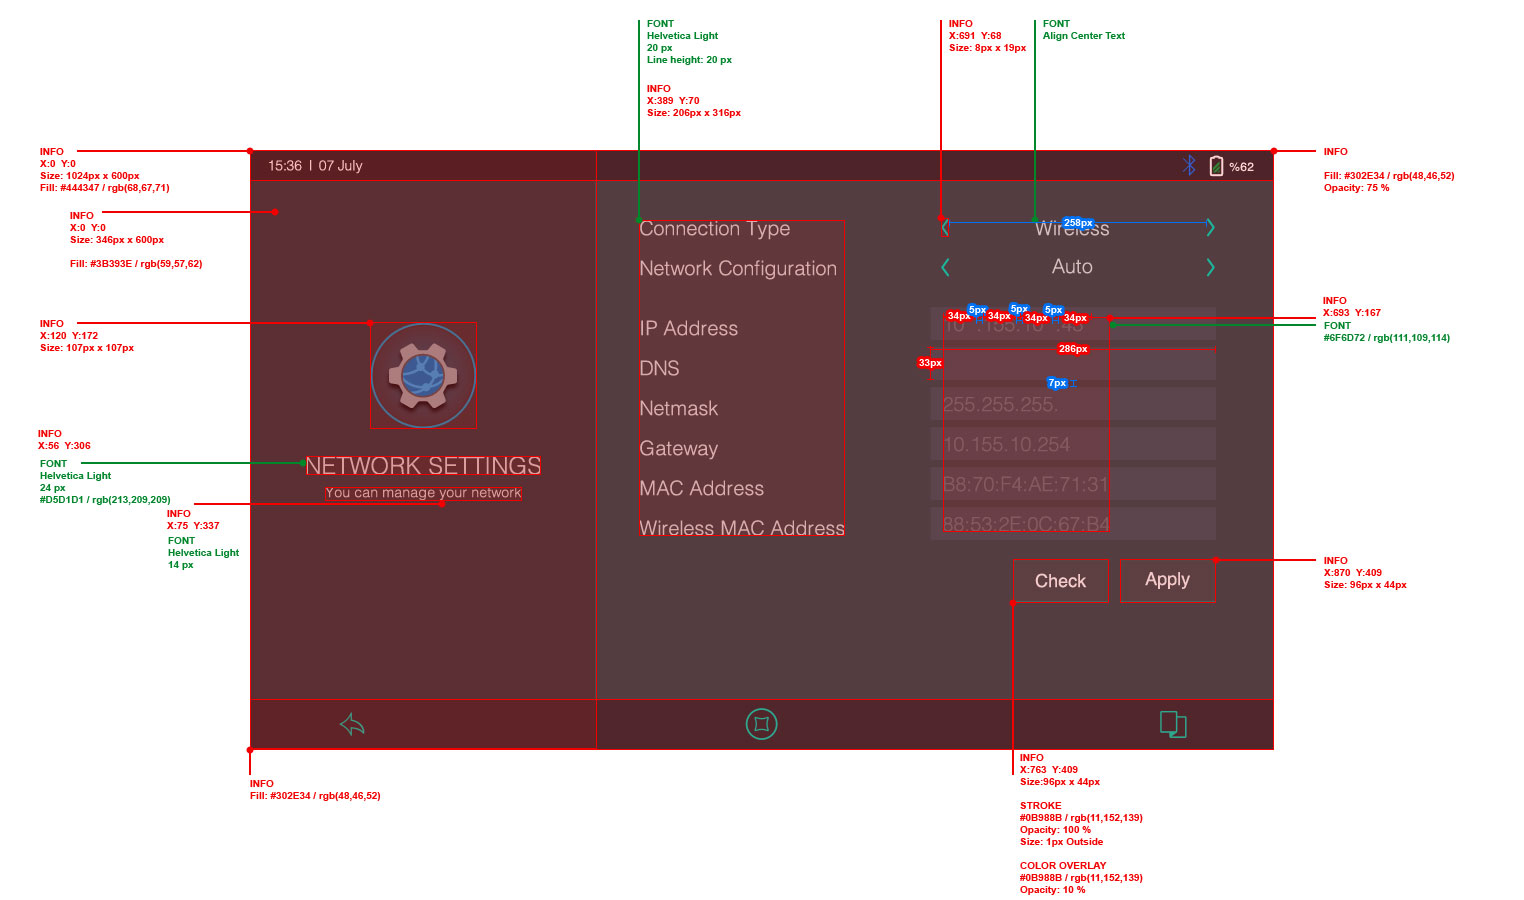 FONT
Helvetica Light
20 px
Line height: 20 px
INFO
X:389  Y:70
Size: 206px x 316px
INFO
X:691  Y:68
Size: 8px x 19px
FONT
Align Center Text
INFO
X:0  Y:0
Size: 1024px x 600px
Fill: #444347 / rgb(68,67,71)
INFO
X:0  Y:0
Size: 346px x 600px
Fill: #3B393E / rgb(59,57,62)
INFO
X:120  Y:172
Size: 107px x 107px
INFO
X:56  Y:306
FONT
Helvetica Light
24 px
#D5D1D1 / rgb(213,209,209)
INFO
X:75  Y:337
FONT
Helvetica Light
14 px
INFO
Fill: #302E34 / rgb(48,46,52)
15:36 | 07 July
%62
NETWORK SETTINGS
You can manage your network
Connection Type
Wireless
258px
Network Configuration
Auto
IP Address
5px
5px
5px
34px
34px
34px
34px
DNS
286px
33px
7px
Netmask
255.255.255.
Gateway
10.155.10.254
MAC Address
B8:70:F4:AE:71:31
Wireless MAC Address
88:53:2E:0C:67:B4
Check
Apply
INFO
Fill: #302E34 / rgb(48,46,52)
Opacity: 75 %
INFO
X:693  Y:167
FONT
#6F6D72 / rgb(111,109,114)
INFO
X:870  Y:409
Size: 96px x 44px
INFO
X:763  Y:409
Size:96px x 44px
STROKE
#0B988B / rgb(11,152,139)
Opacity: 100 %
Size: 1px Outside
COLOR OVERLAY
#0B988B / rgb(11,152,139)
Opacity: 10 %